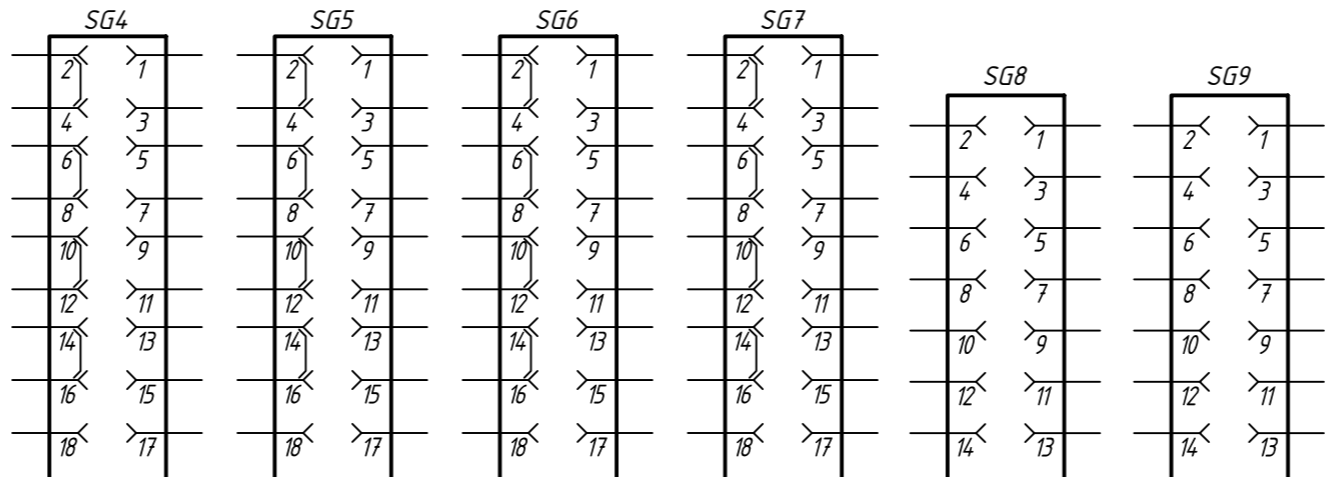 SG4 SG5 SG6 SG7
SG8 SG9
2 1 2 1 2 1 2 1
4 3 4 3 4 3 4 3
2 1 2 1
6 5 6 5 6 5 6 5
4 3 4 3
8 7 8 7 8 7 8 7
6 5 6 5
10 9 10 9 10 9 10 9
8 7 8 7
12 11 12 11 12 11 12 11
14 13 14 13 14 13 14 13
10 9 10 9
16 15 16 15 16 15 16 15
12 11 12 11
18 17 18 17 18 17 18 17
14 13 14 13